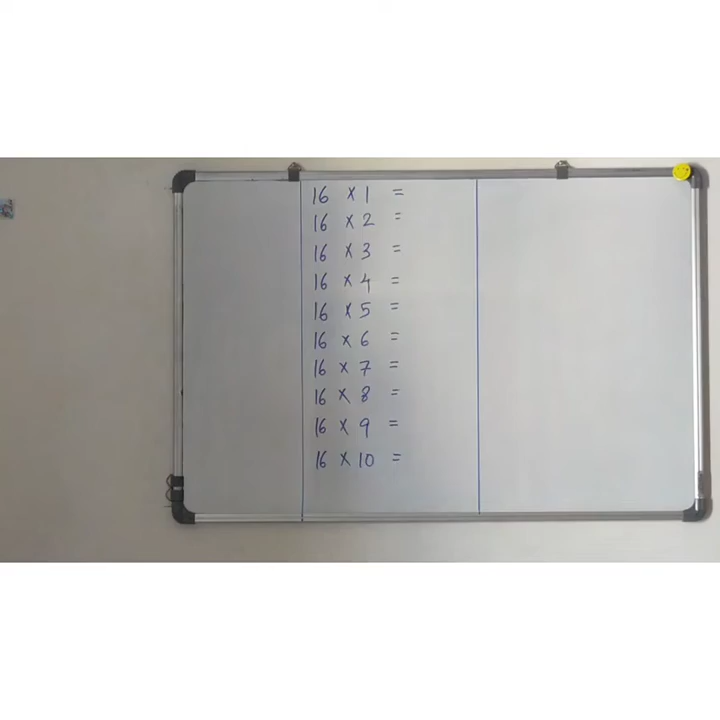 16 × 1 =
16 × 2 =
16 × 3 =
16 × 4 =
16 × 5 =
16 × 6 =
16 × 7 =
16 × 8 =
16 × 9 =
16 × 10 =